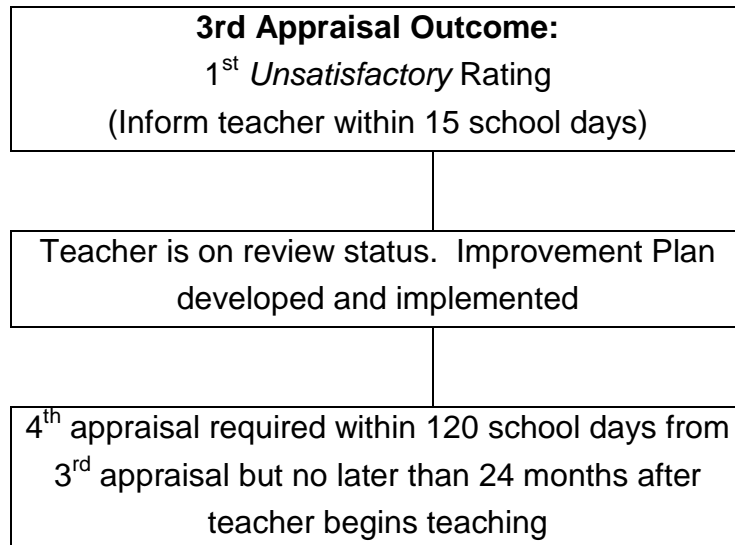 3rd Appraisal Outcome:
1st Unsatisfactory Rating
(Inform teacher within 15 school days)
Teacher is on review status.  Improvement Plan
developed and implemented
4th appraisal required within 120 school days from
3rd appraisal but no later than 24 months after
teacher begins teaching